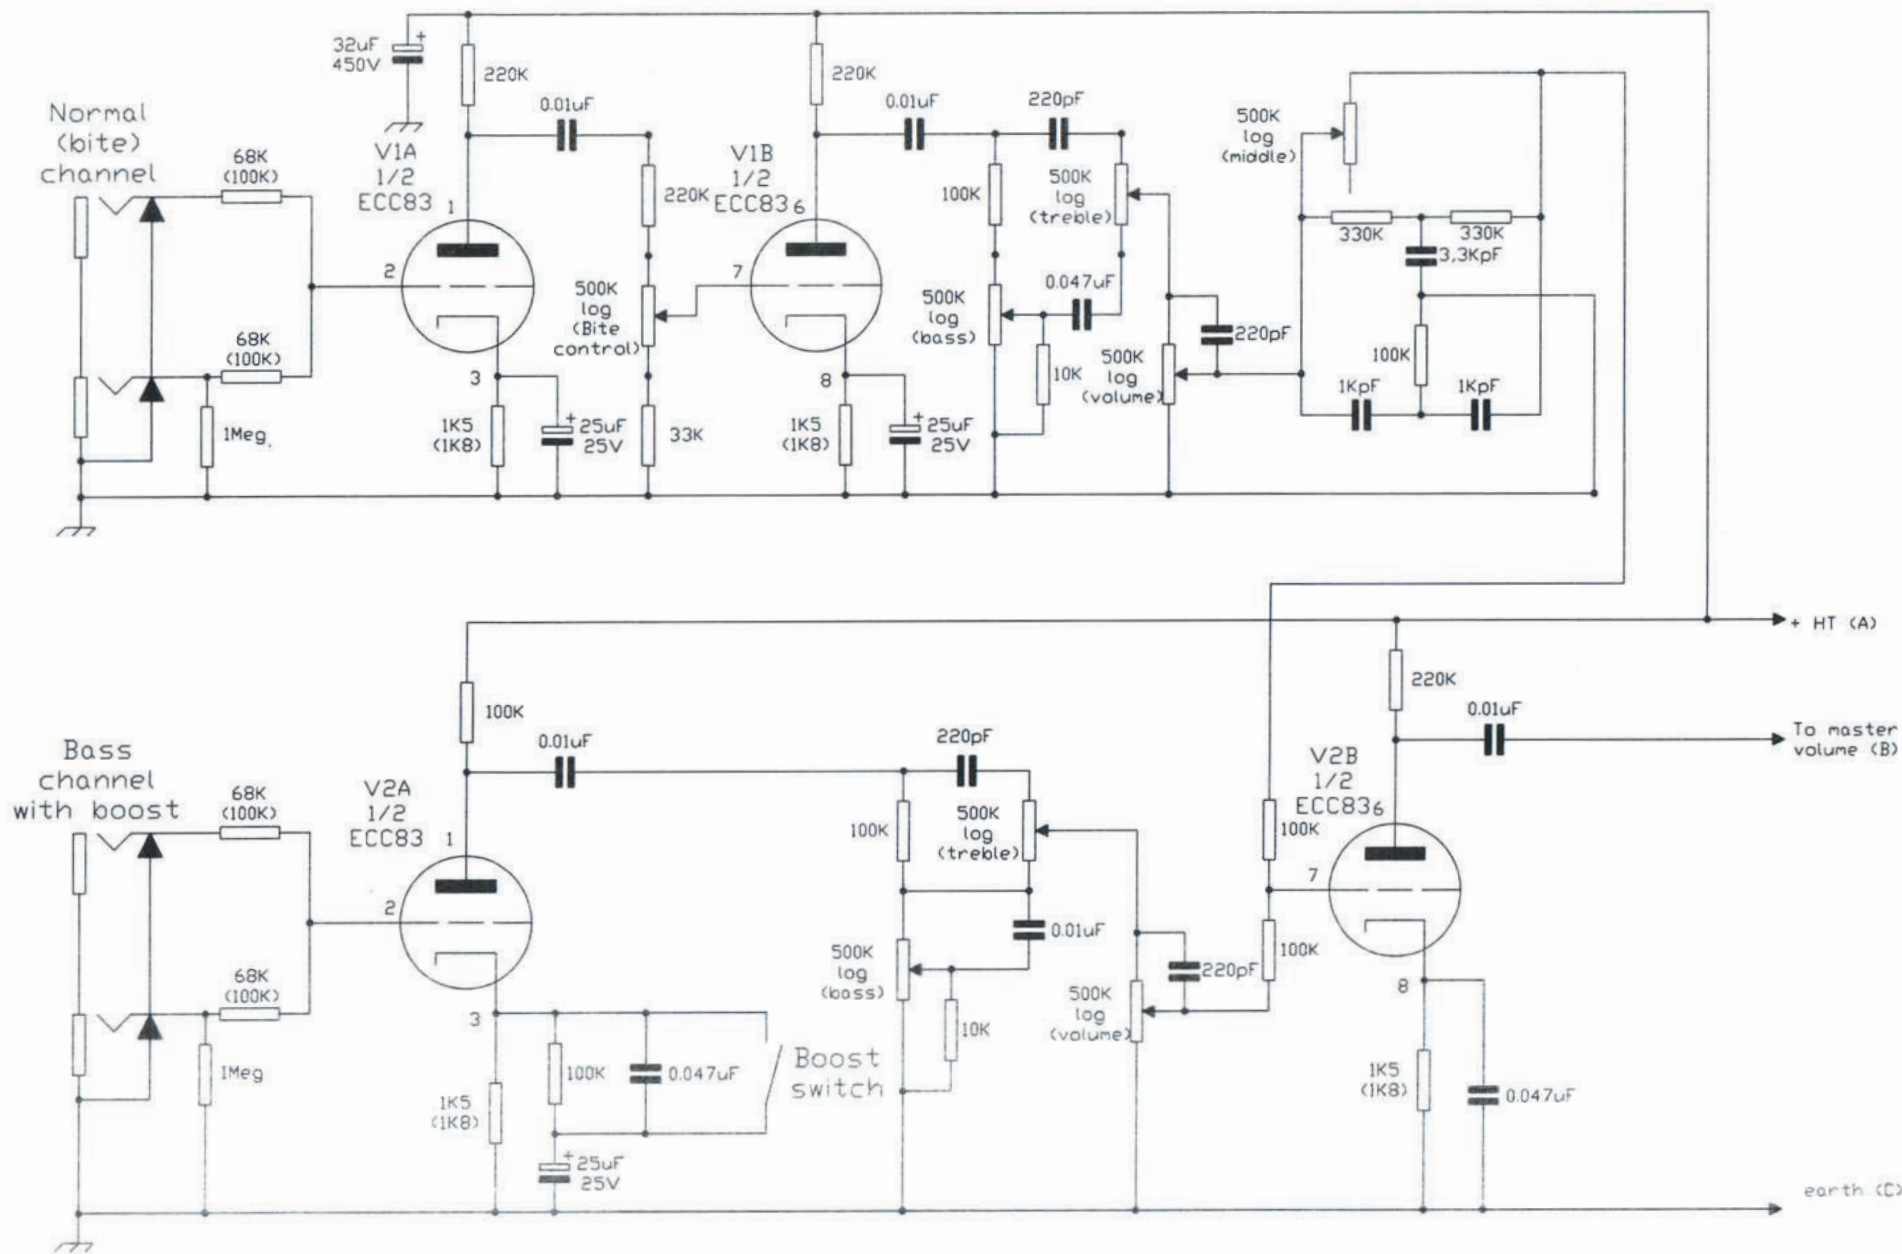 32uF
450V
220K
0.01uF
220K
0.01uF
220pF
Normal
(bite)
channel
68K
(100K)
V1A
1/2
ECC83
1
220K
V1B
1/2
ECC83
6
100K
500K
log
(treble)
500K
log
(middle)
330K
330K
3,3KpF
2
7
500K
log
(Bite
control)
500K
log
(bass)
0.047uF
68K
(100K)
220pF
100K
3
8
10K
500K
log
(volume)
1KpF
1KpF
1Meg.
1K5
(1K8)
25uF
25V
+
33K
1K5
(1K8)
25uF
25V
+
+
+ HT (A)
100K
220K
0.01uF
0.01uF
220pF
To master
volume (B)
Bass
channel
with boost
68K
(100K)
V2A
1/2
ECC83
1
100K
500K
log
(treble)
100K
V2B
1/2
ECC83
6
2
7
0.01uF
68K
(100K)
500K
log
(bass)
220pF
100K
3
8
10K
500K
log
(volume)
1Meg
1K5
(1K8)
100K
0.047uF
Boost
switch
1K5
(1K8)
0.047uF
+
25uF
25V
earth (C)